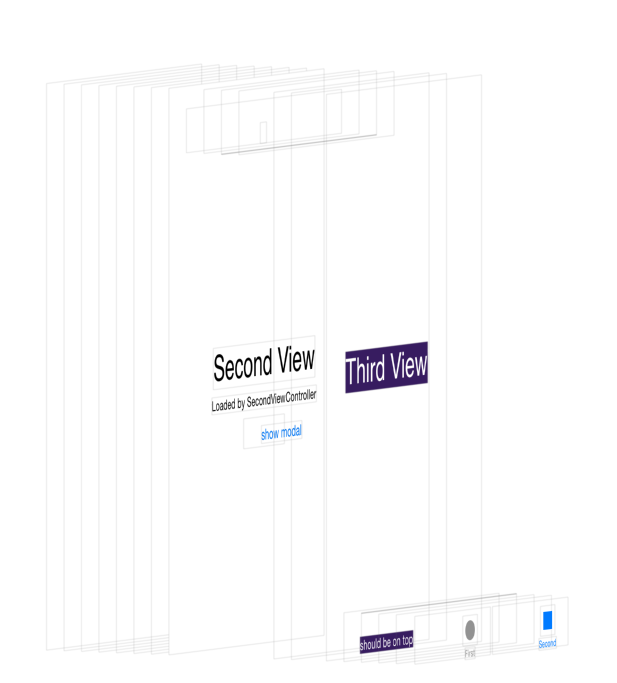 Second View
Third View
Loaded by SecondViewController
show modal
should be on top
First
Second